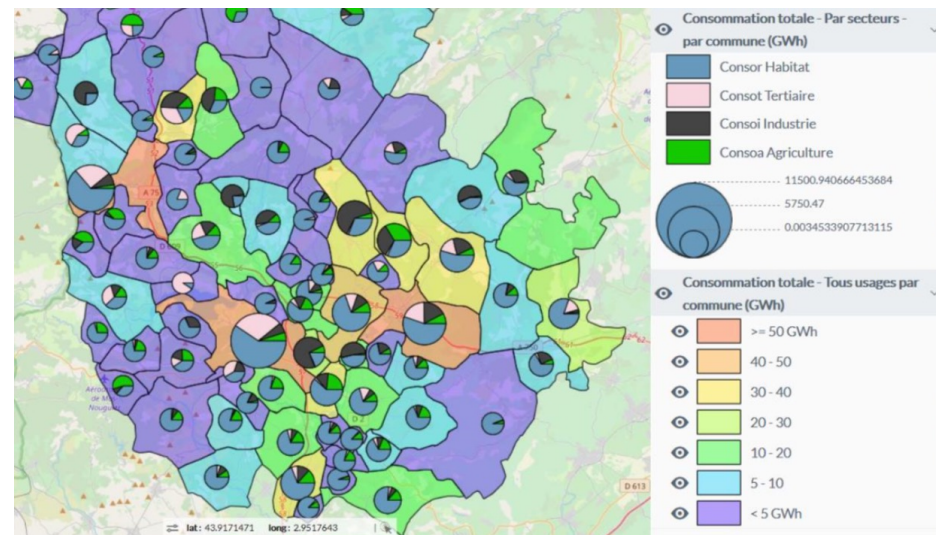 Consommation totale - Par secteurs -
par commune (GWh)
Consor Habitat
Consot Tertiaire
Consoi Industrie
Consoa Agriculture
11500.940666453684
5750.47
0.0034533907713115
Consommation totale - Tous usages par
commune (GWh)
>= 50 GWh
40 - 50
30 - 40
20 - 30
10 - 20
5 - 10
< 5 GWh
A 75
D 613
lat: 43.9171471 long: 2.9517643